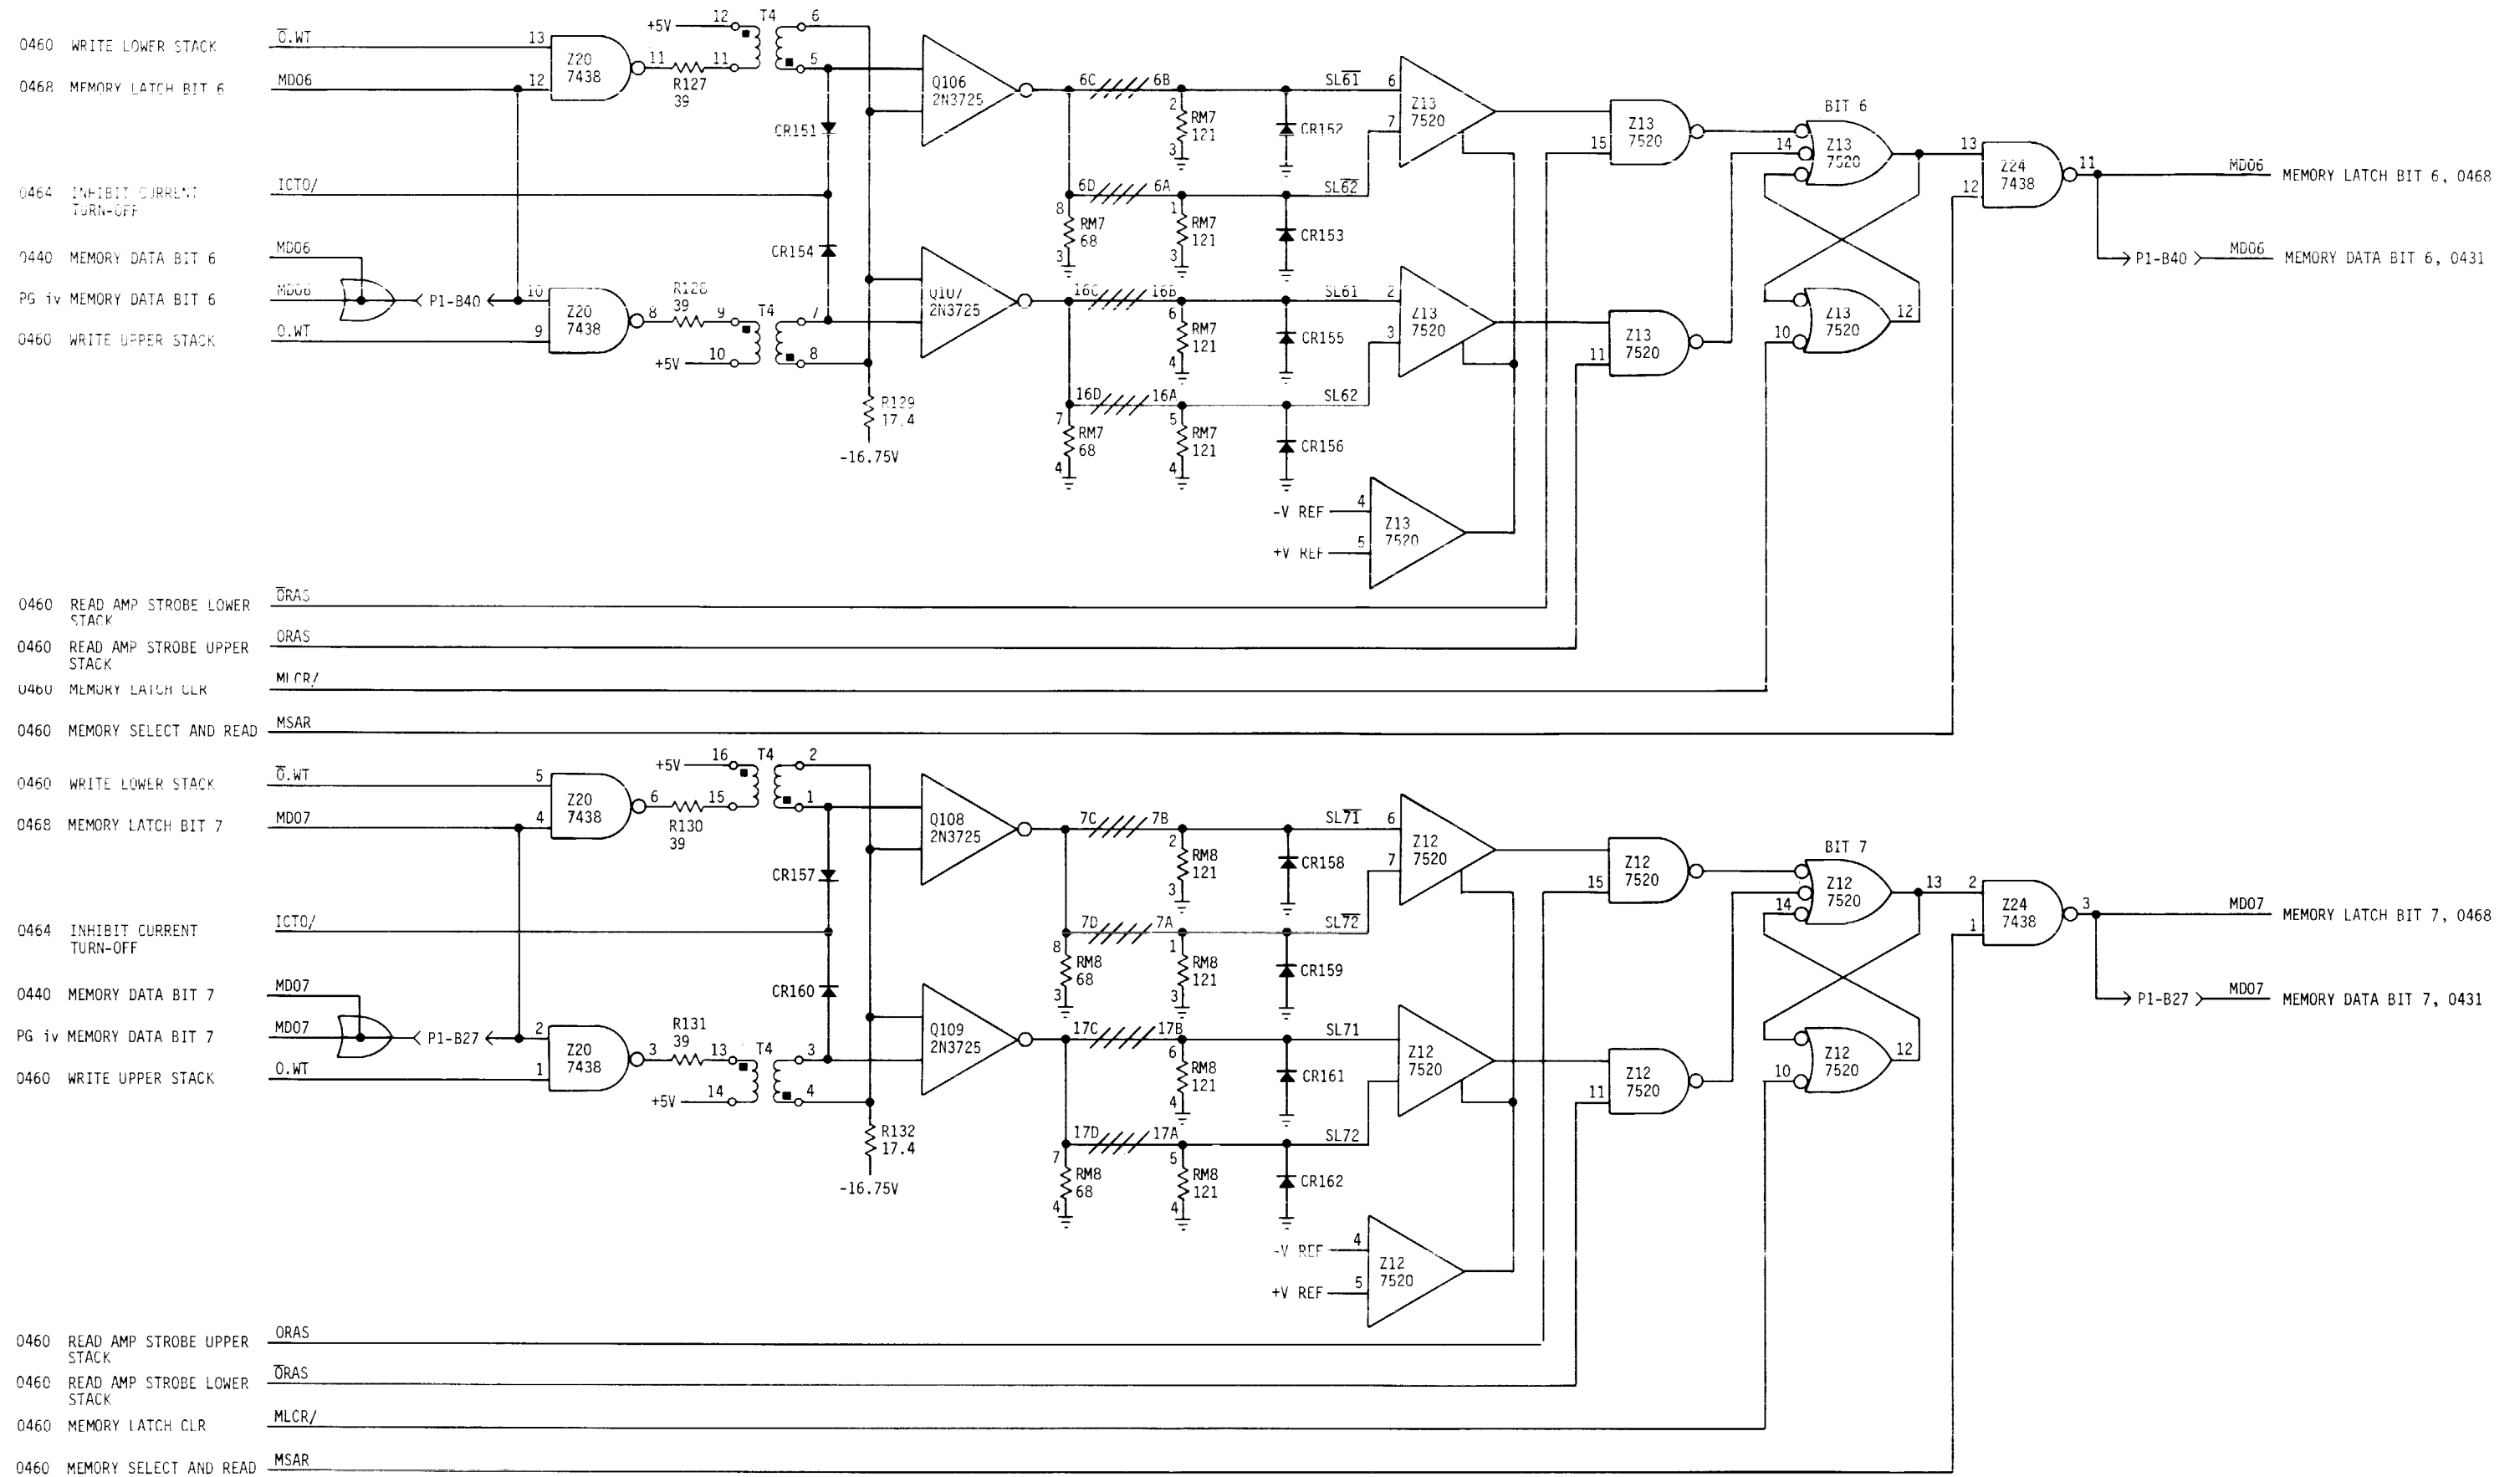 +5V 12 T4 6
0460 WRITE LOWER STACK O̅.WT 13
Z20 7438 11 R127 39 11 5
0468 MEMORY LATCH BIT 6 MD06 12
Q106 2N3725
6C 6B SL6̅1̅ 6
Z13 7520
2 RM7 121 3
CR151
CR152
7
15 Z13 7520
BIT 6
14 Z13 7520
13 Z24 7438 11
12
MD06 MEMORY LATCH BIT 6, 0468
0464 INHIBIT CURRENT TURN-OFF ICTO/
6D 6A SL6̅2̅
8 RM7 68 3
1 RM7 121 3
CR153
CR154
0440 MEMORY DATA BIT 6 MD06
P1-B40 MD06 MEMORY DATA BIT 6, 0431
PG iv MEMORY DATA BIT 6 MD06 P1-B40 10
Z20 7438 8 R128 39 9 T4 7
0460 WRITE UPPER STACK O.WT 9
+5V 10 8
Q107 2N3725
16C 16B SL61 2
6 RM7 121 4
CR155
3 Z13 7520
11 Z13 7520
10 Z13 7520 12
R129 17.4
-16.75V
16D 16A SL62
7 RM7 68 4
5 RM7 121 4
CR156
-V REF 4
Z13 7520
+V REF 5
0460 READ AMP STROBE LOWER STACK O̅RAS
0460 READ AMP STROBE UPPER STACK ORAS
0460 MEMORY LATCH CLR MLCR/
0460 MEMORY SELECT AND READ MSAR
+5V 16 T4 2
0460 WRITE LOWER STACK O̅.WT 5
Z20 7438 6 R130 39 15 1
0468 MEMORY LATCH BIT 7 MD07 4
Q108 2N3725
7C 7B SL7̅1̅ 6
Z12 7520
2 RM8 121 3
CR157
CR158
7
15 Z12 7520
BIT 7
14 Z12 7520 13
2 Z24 7438 3
1
MD07 MEMORY LATCH BIT 7, 0468
0464 INHIBIT CURRENT TURN-OFF ICTO/
7D 7A SL7̅2̅
8 RM8 68 3
1 RM8 121 3
CR159
CR160
0440 MEMORY DATA BIT 7 MD07
P1-B27 MD07 MEMORY DATA BIT 7, 0431
PG iv MEMORY DATA BIT 7 MD07 P1-B27 2
Z20 7438 3 R131 39 13 T4 3
0460 WRITE UPPER STACK O.WT 1
+5V 14 4
Q109 2N3725
17C 17B SL71
6 RM8 121 4
CR161
Z12 7520
11 Z12 7520
10 Z12 7520 12
R132 17.4
-16.75V
17D 17A SL72
7 RM8 68 4
5 RM8 121 4
CR162
-V REF 4
Z12 7520
+V REF 5
0460 READ AMP STROBE UPPER STACK ORAS
0460 READ AMP STROBE LOWER STACK O̅RAS
0460 MEMORY LATCH CLR MLCR/
0460 MEMORY SELECT AND READ MSAR